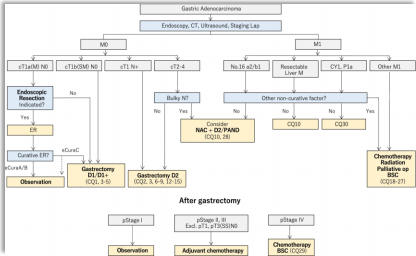 Gastric Adenocarcinoma
Endoscopy, CT, Ultrasound, Staging Lap
M0
M1
cT1a(M) N0
cT1b(SM) N0
cT1 N+
cT2-4
No.16 a2/b1
Resectable
Liver M
CY1, P1a
Other M1
Endoscopic
Resection
Indicated?
No
Bulky N?
Other non-curative factor?
Yes
No
Yes
No
No
No
Yes
ER
Consider
NAC + D2/PAND
(CQ10, 28)
CQ10
CQ30
Curative ER?
eCuraC
eCuraA/B
Observation
Gastrectomy
D1/D1+
(CQ1, 3-5)
Gastrectomy D2
(CQ2, 3, 6-9, 12-15)
Chemotherapy
Radiation
Palliative op
BSC
(CQ18-27)
After gastrectomy
pStage I
pStage II, III
Excl. pT1, pT3(SS)N0
pStage IV
Observation
Adjuvant chemotherapy
Chemotherapy
BSC (CQ29)